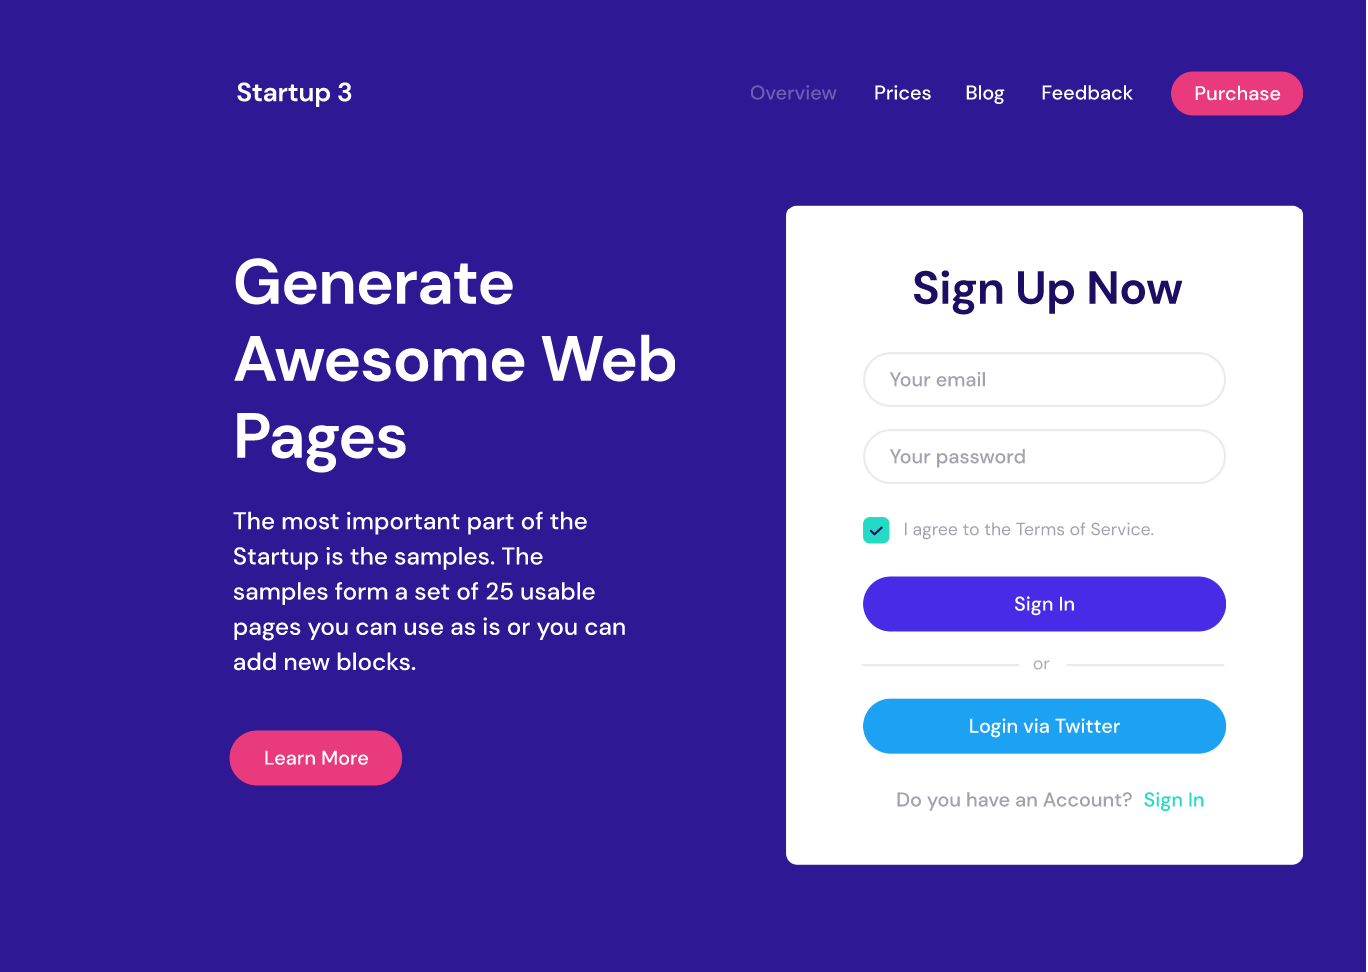 Startup 3
Overview
Prices
Blog
Feedback
Purchase
Generate
Awesome Web
Pages
The most important part of the
Startup is the samples. The
samples form a set of 25 usable
pages you can use as is or you can
add new blocks.
Learn More
Sign Up Now
Your email
Your password
I agree to the Terms of Service.
Sign In
or
Login via Twitter
Do you have an Account? Sign In